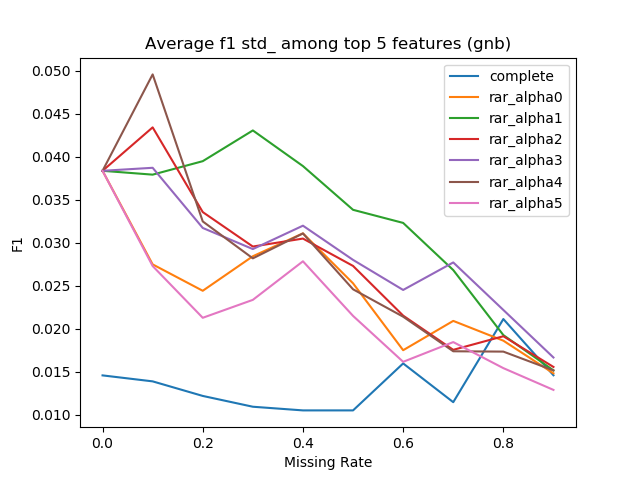 Average f1 std_ among top 5 features (gnb)
0.050
0.045
0.040
0.035
0.030
0.025
0.020
0.015
0.010
F1
complete
rar_alpha0
rar_alpha1
rar_alpha2
rar_alpha3
rar_alpha4
rar_alpha5
0.0 0.2 0.4 0.6 0.8
Missing Rate